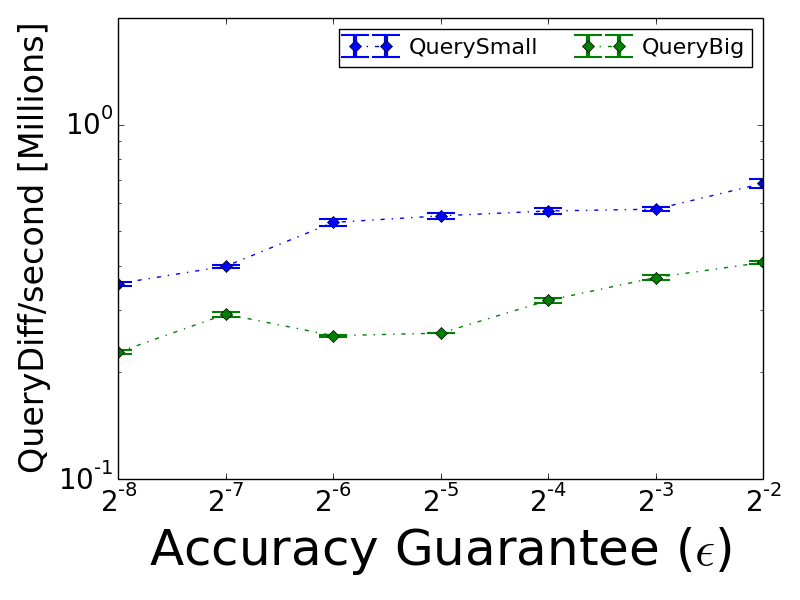 QuerySmall QueryBig
QueryDiff/second [Millions]
10^0
10^-1
2^-8 2^-7 2^-6 2^-5 2^-4 2^-3 2^-2
Accuracy Guarantee (ϵ)